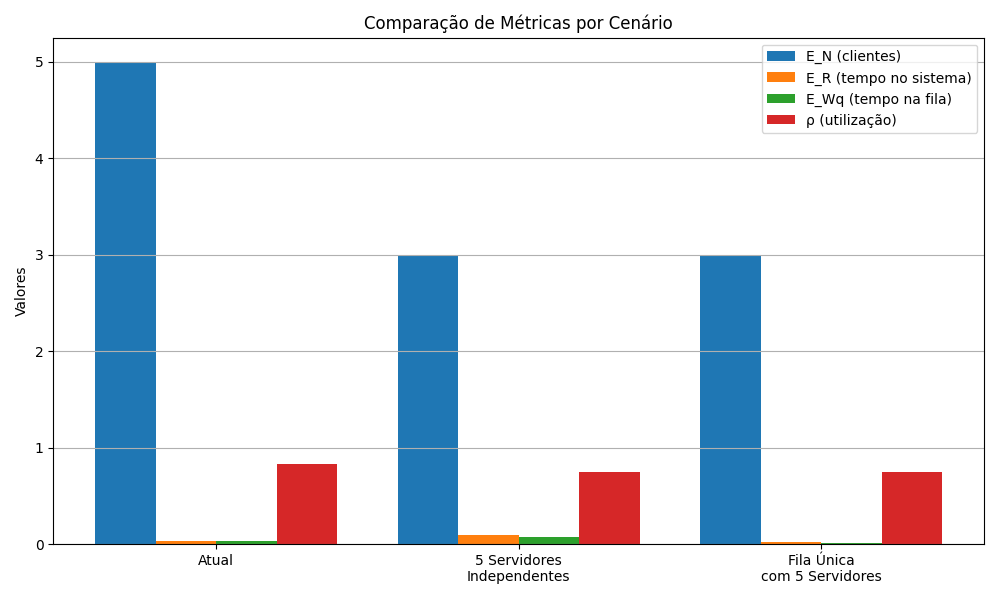 Comparação de Métricas por Cenário
E_N (clientes)
E_R (tempo no sistema)
E_Wq (tempo na fila)
ρ (utilização)
Valores
5
4
3
2
1
0
Atual
5 Servidores
Independentes
Fila Única
com 5 Servidores